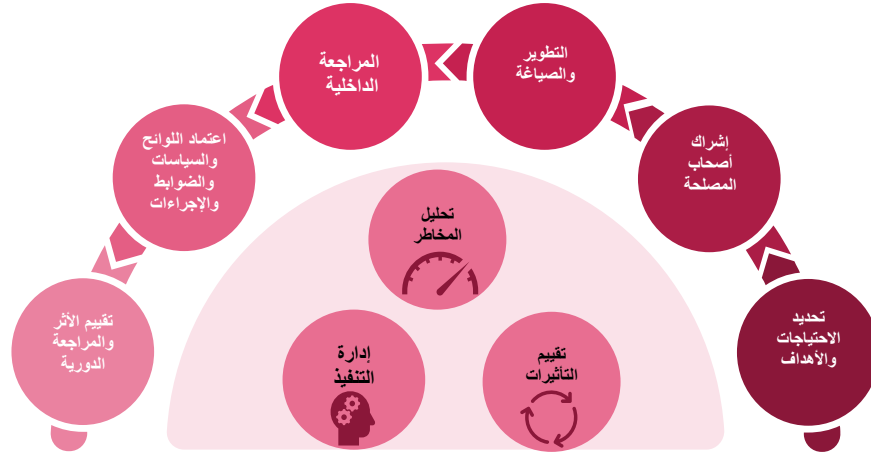 تحديد
الاحتياجات
والأهداف
إشراك
أصحاب
المصلحة
التطوير
والصياغة
المراجعة
الداخلية
اعتماد اللوائح
والسياسات
والضوابط
والإجراءات
تقييم الأثر
والمراجعة
الدورية
تحليل
المخاطر
تقييم
التأثيرات
إدارة
التنفيذ